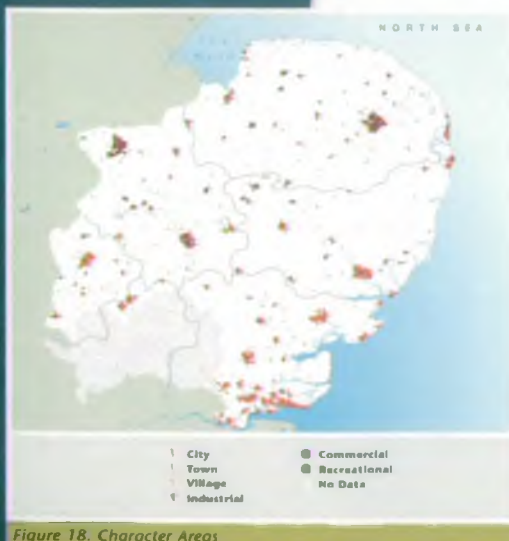 NORTH SEA
City
Town
Village
Industrial
Commercial
Recreational
No Data
Figure 18. Character Areas